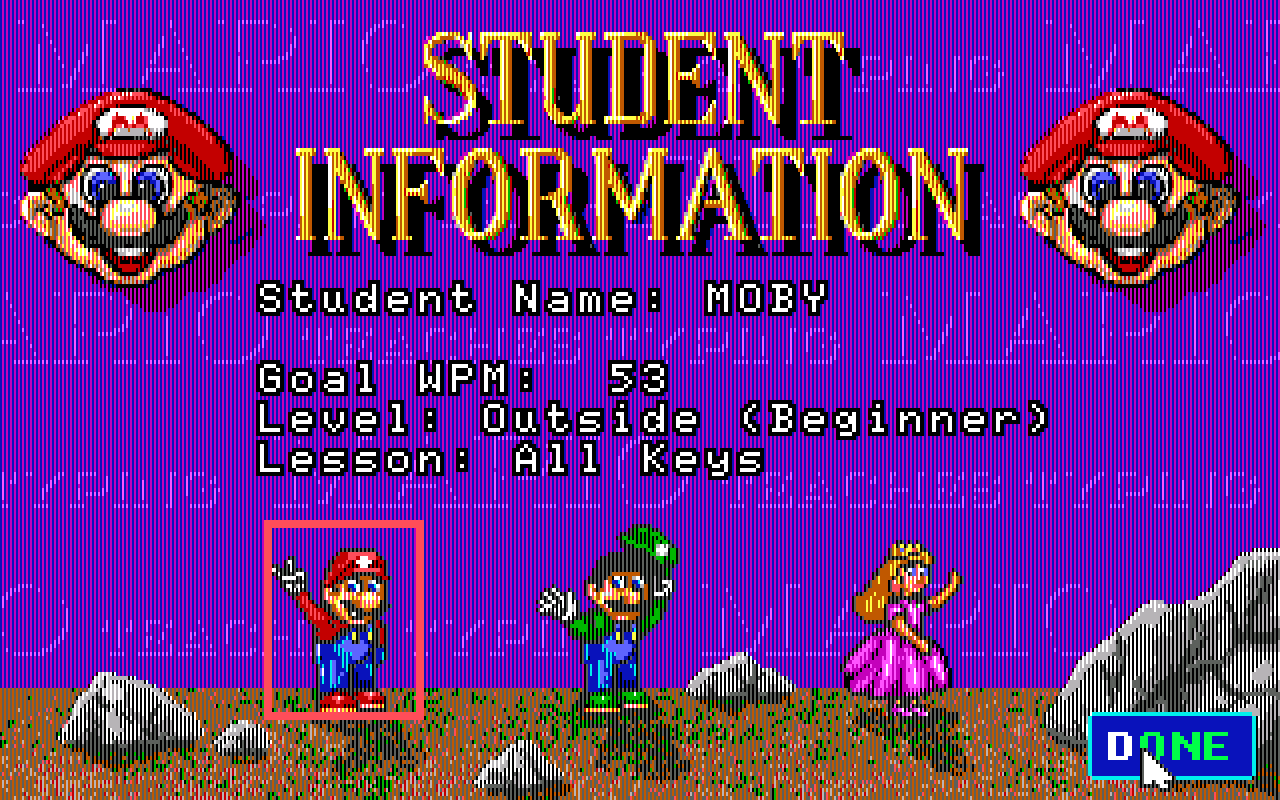 STUDENT
INFORMATION
Student Name: MOBY
Goal WPM: 53
Level: Outside (Beginner)
Lesson: All Keys
DONE